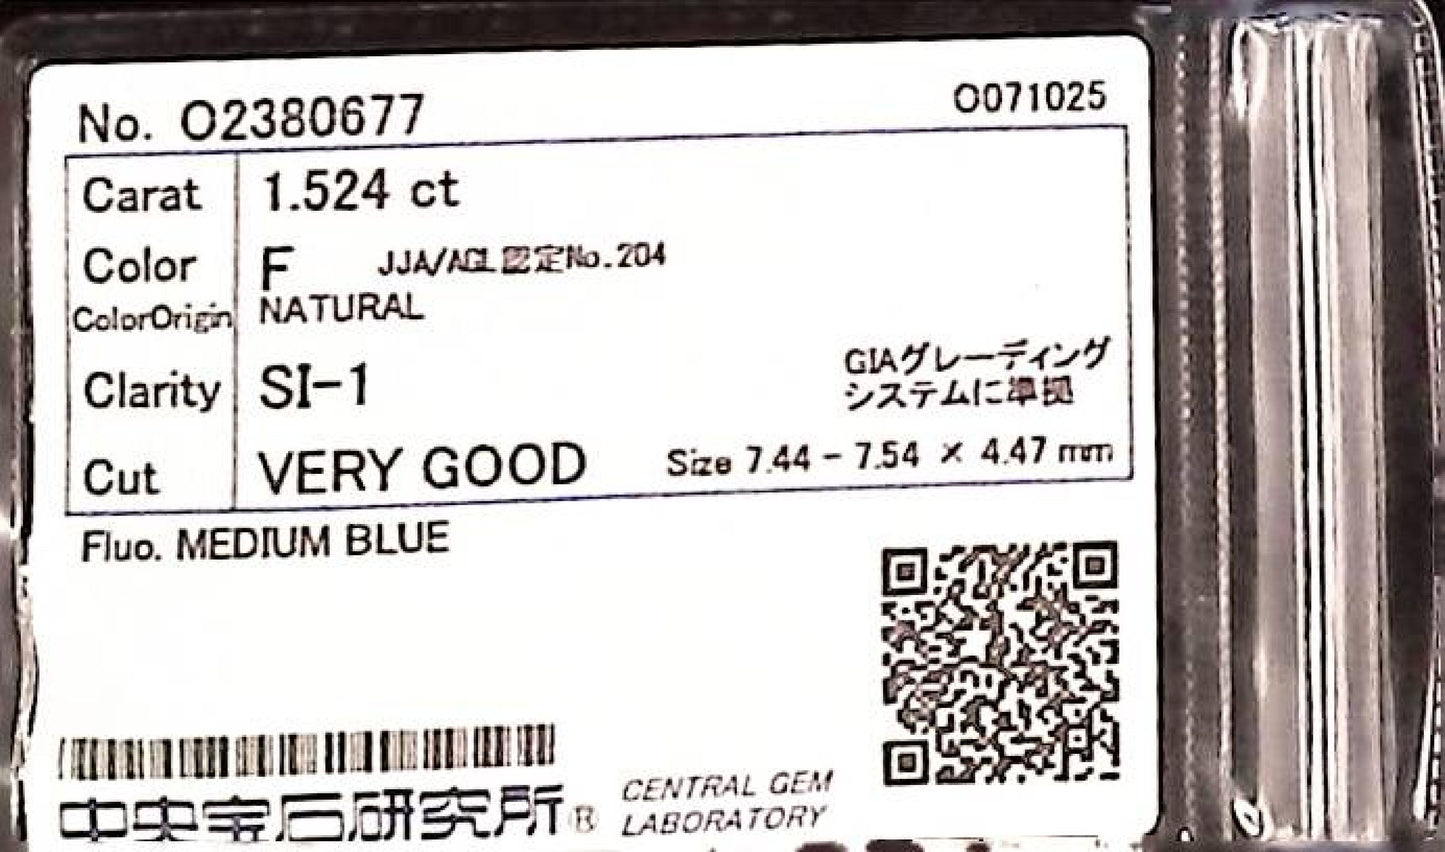 No. O2380677 O071025
Carat 1.524 ct
Color F JJA/AGL認定No.204
ColorOrigin NATURAL
Clarity SI-1
GIAグレーディング
システムに準拠
Cut VERY GOOD Size 7.44 - 7.54 × 4.47 mm
Fluo. MEDIUM BLUE
中央宝石研究所® CENTRAL GEM
LABORATORY